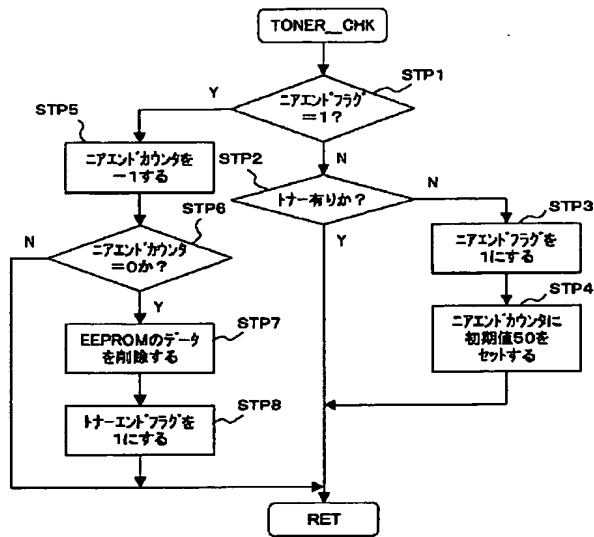 TONER__CHK
STP1
ニアエンドフラグ
=1?
Y
N
STP5
ニアエンドカウンタを
－1する
STP2
トナー有りか?
N
Y
STP3
ニアエンドフラグを
1にする
STP6
ニアエンドカウンタ
=0か?
N
Y
STP4
ニアエンドカウンタに
初期値50を
セットする
STP7
EEPROMのデータ
を削除する
STP8
トナーエンドフラグを
1にする
RET